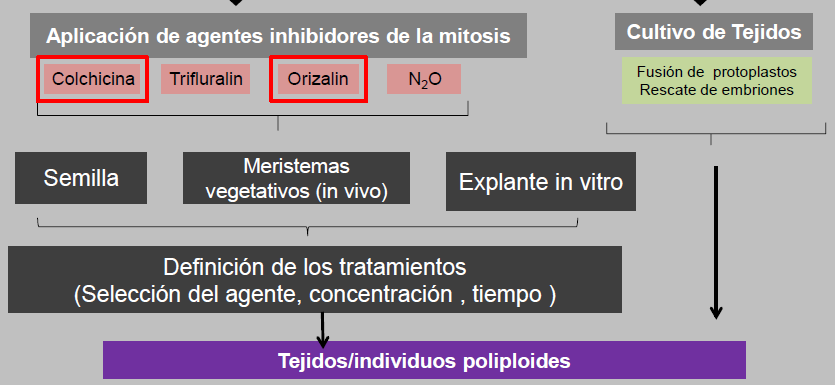 Aplicación de agentes inhibidores de la mitosis
Cultivo de Tejidos
Colchicina
Trifluralin
Orizalin
N₂O
Fusión de protoplastos
Rescate de embriones
Semilla
Meristemas
vegetativos (in vivo)
Explante in vitro
Definición de los tratamientos
(Selección del agente, concentración , tiempo )
Tejidos/individuos poliploides